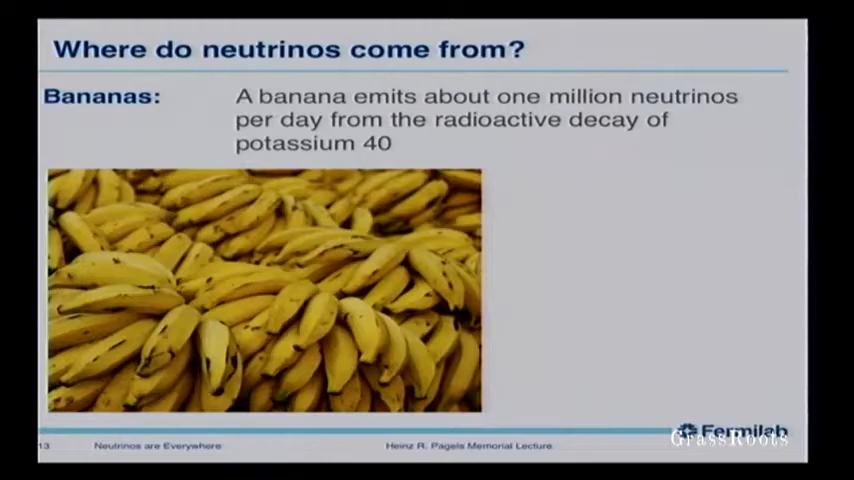 Where do neutrinos come from?
Bananas:
A banana emits about one million neutrinos
per day from the radioactive decay of
potassium 40
13
Neutrinos are Everywhere
Heinz R. Pagels Memorial Lecture
Fermilab
GrassRoots